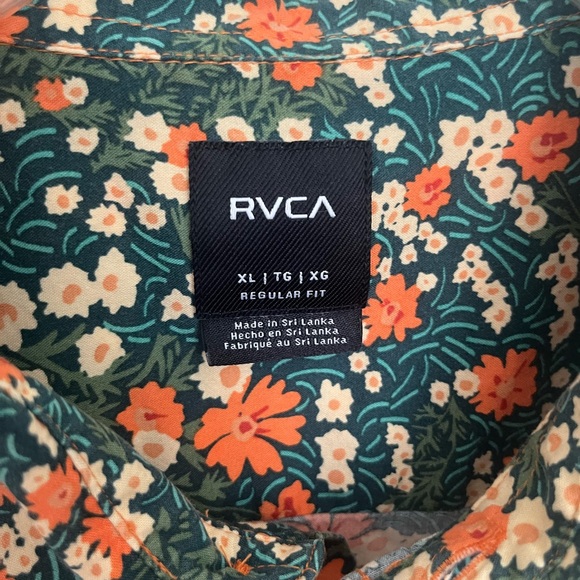 RVCA
XL | TG | XG
REGULAR FIT
Made in Sri Lanka
Hecho en Sri Lanka
Fabriqué au Sri Lanka